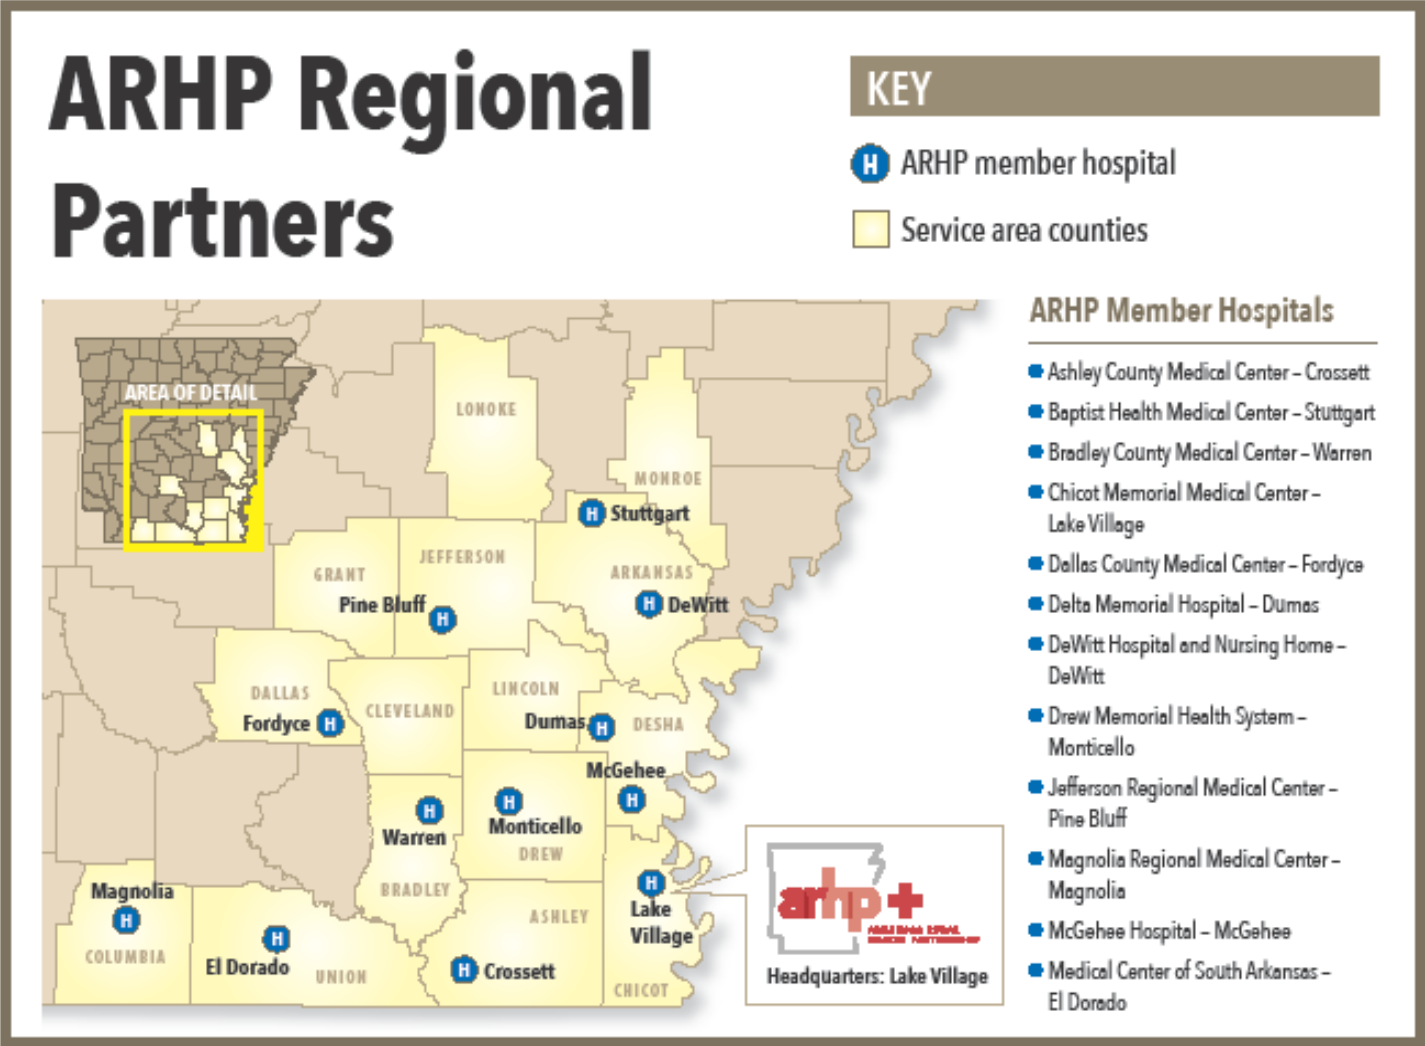 ARHP Regional
Partners
KEY
H ARHP member hospital
Service area counties
AREA OF DETAIL
LONOKE
MONROE
H Stuttgart
JEFFERSON
GRANT
ARKANSAS
Pine Bluff H
H DeWitt
DALLAS
LINCOLN
CLEVELAND
Fordyce H
Dumas H
DESHA
McGehee
H
H
Warren
H
Monticello
DREW
BRADLEY
Magnolia
H
COLUMBIA
H
El Dorado
UNION
ASHLEY
H Crossett
H
Lake
Village
CHICOT
arhp
Headquarters: Lake Village
ARHP Member Hospitals
Ashley County Medical Center – Crossett
Baptist Health Medical Center – Stuttgart
Bradley County Medical Center – Warren
Chicot Memorial Medical Center –
Lake Village
Dallas County Medical Center – Fordyce
Delta Memorial Hospital – Dumas
DeWitt Hospital and Nursing Home –
DeWitt
Drew Memorial Health System –
Monticello
Jefferson Regional Medical Center –
Pine Bluff
Magnolia Regional Medical Center –
Magnolia
McGehee Hospital – McGehee
Medical Center of South Arkansas –
El Dorado